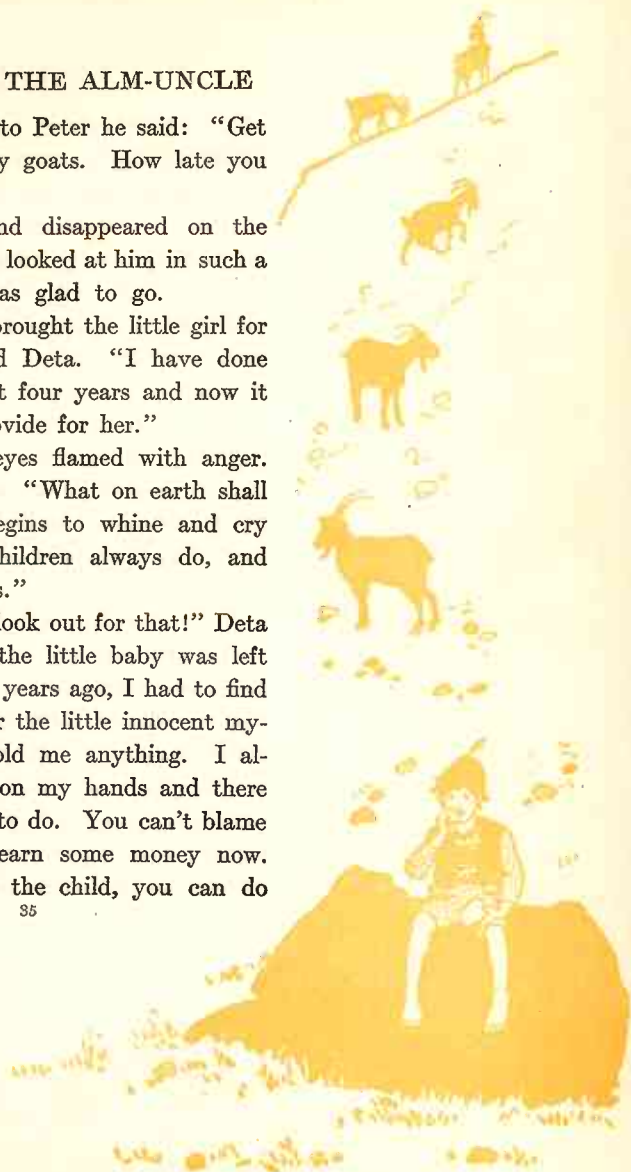 THE ALM-UNCLE
to Peter he said: “Get
y goats. How late you
nd disappeared on the
looked at him in such a
as glad to go.
rought the little girl for
d Deta. “I have done
t four years and now it
vide for her.”
eyes flamed with anger.
“What on earth shall
egins to whine and cry
hildren always do, and
s.”
look out for that!” Deta
the little baby was left
years ago, I had to find
r the little innocent my-
old me anything. I al-
on my hands and there
to do. You can’t blame
earn some money now.
the child, you can do
35